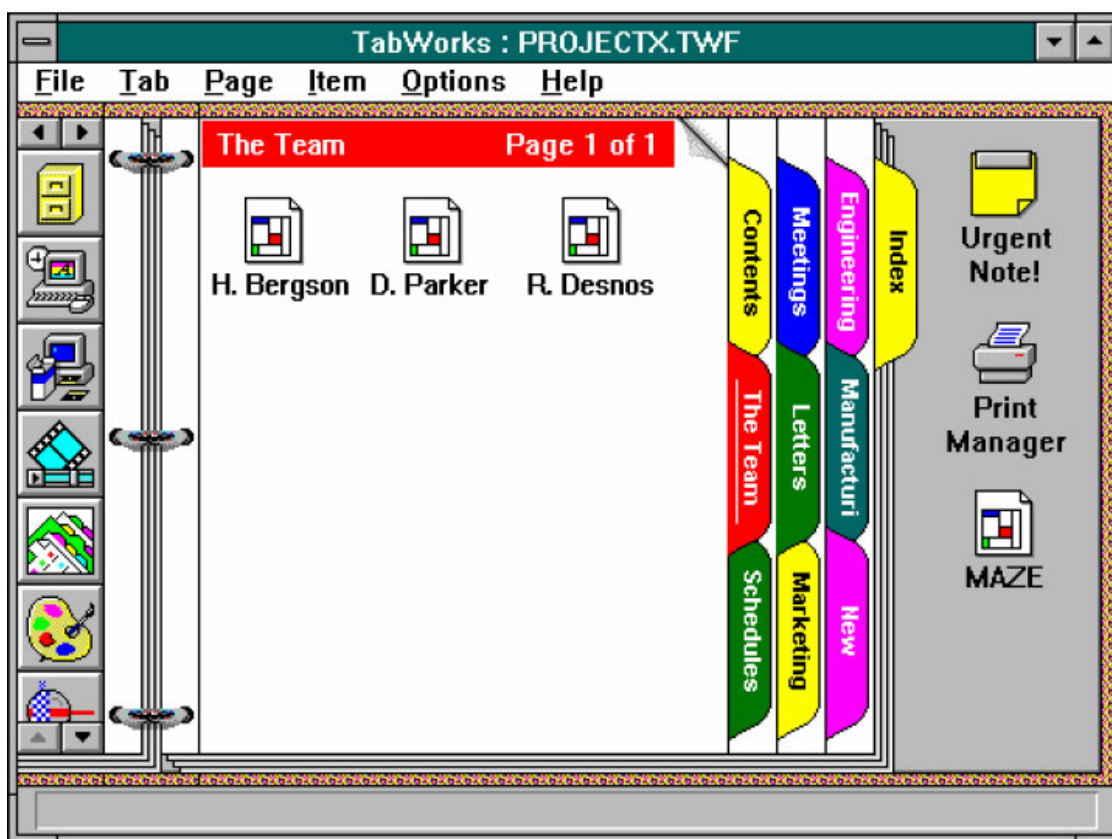 TabWorks : PROJECTX.TWF
File Tab Page Item Options Help
The Team Page 1 of 1
H. Bergson D. Parker R. Desnos
Contents
The Team
Schedules
Meetings
Letters
Marketing
Engineering
Manufacturi
New
Index
Urgent
Note!
Print
Manager
MAZE